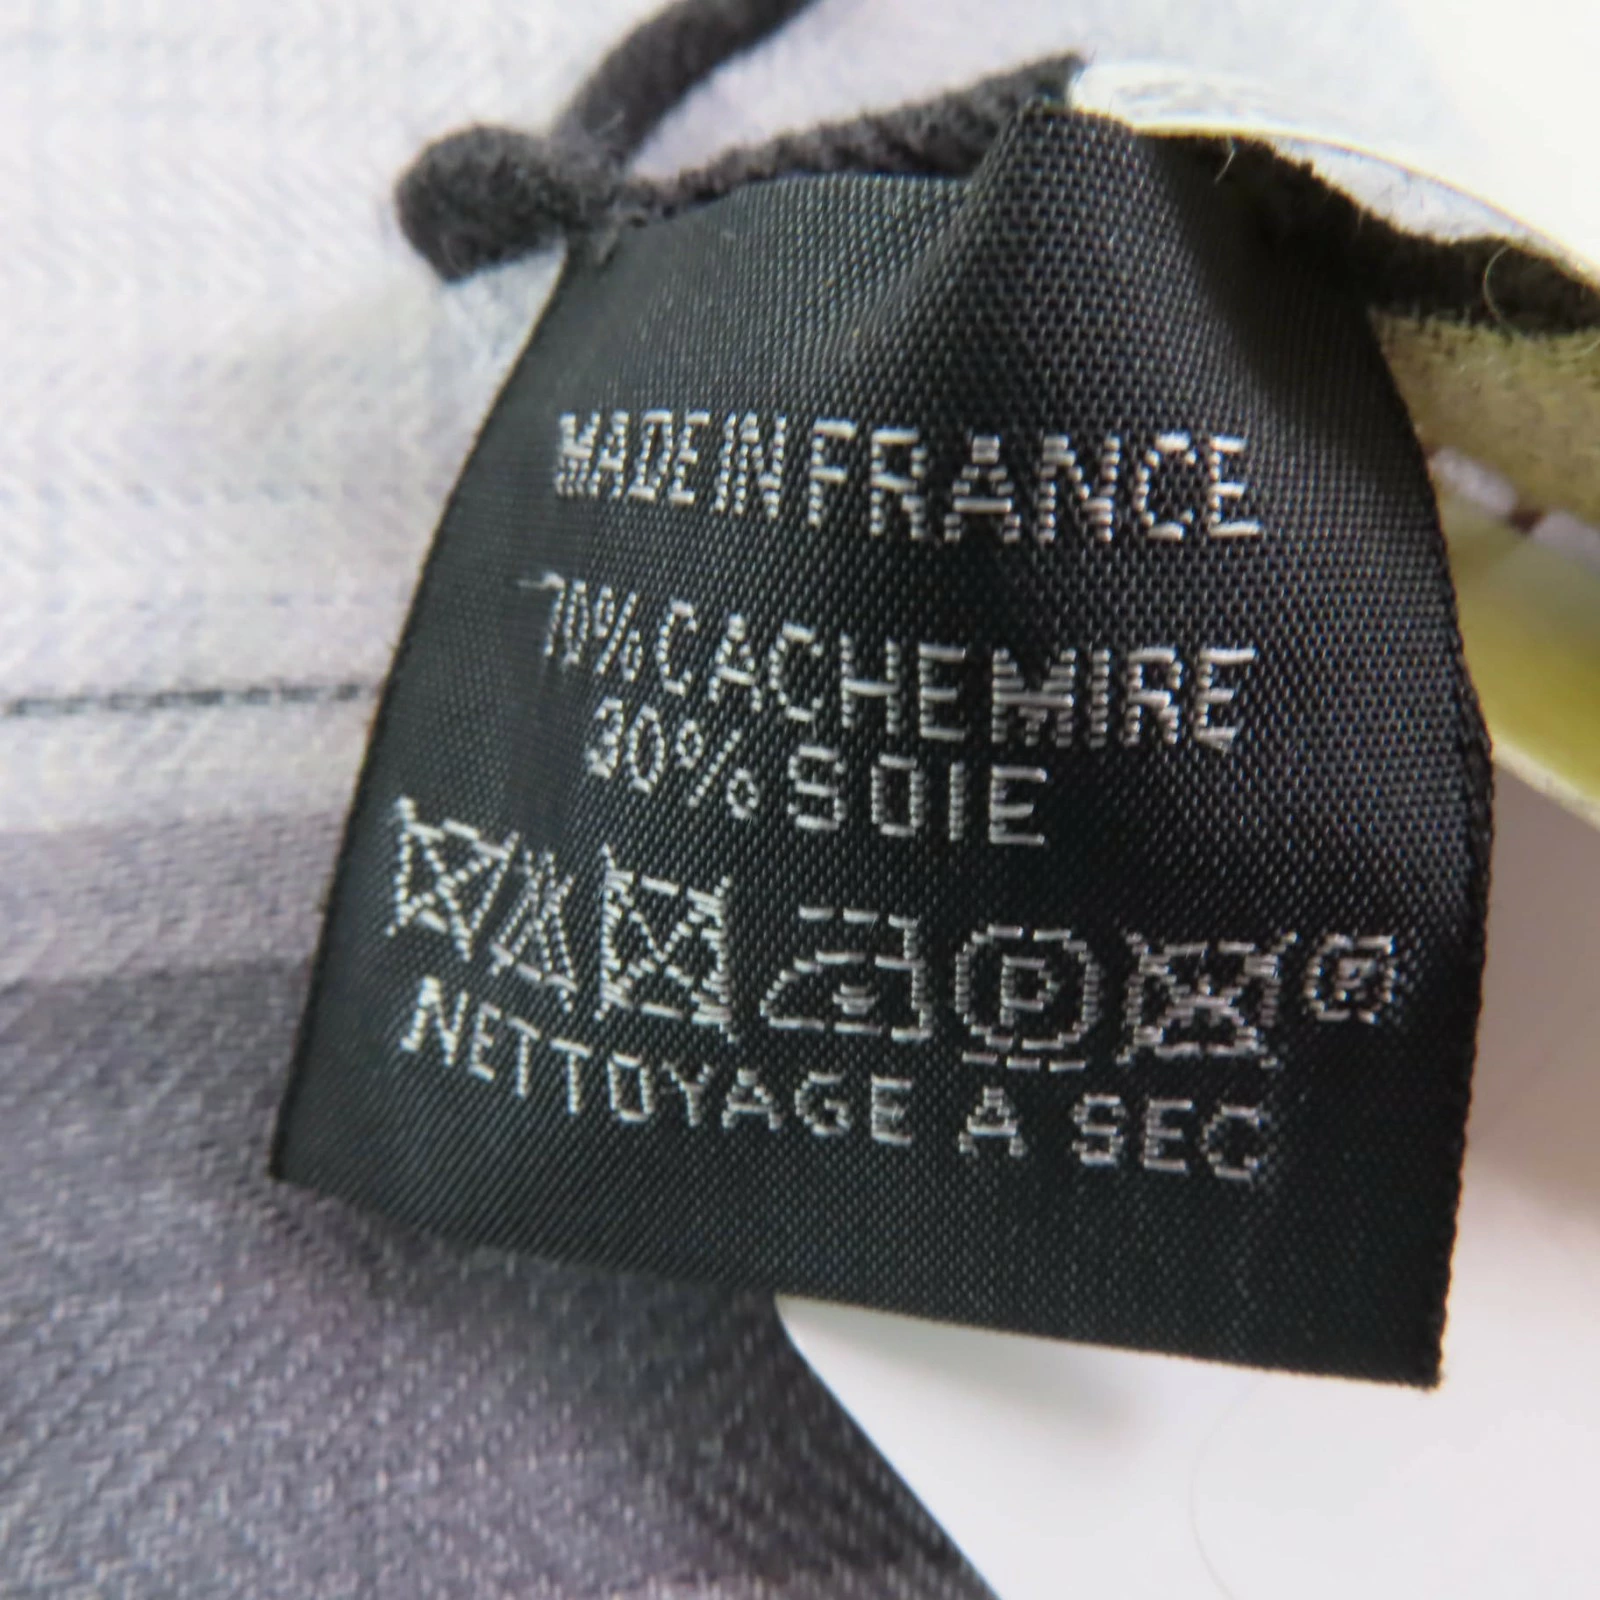 MADE IN FRANCE
70% CACHEMIRE
30% SOIE
P
NETTOYAGE A SEC